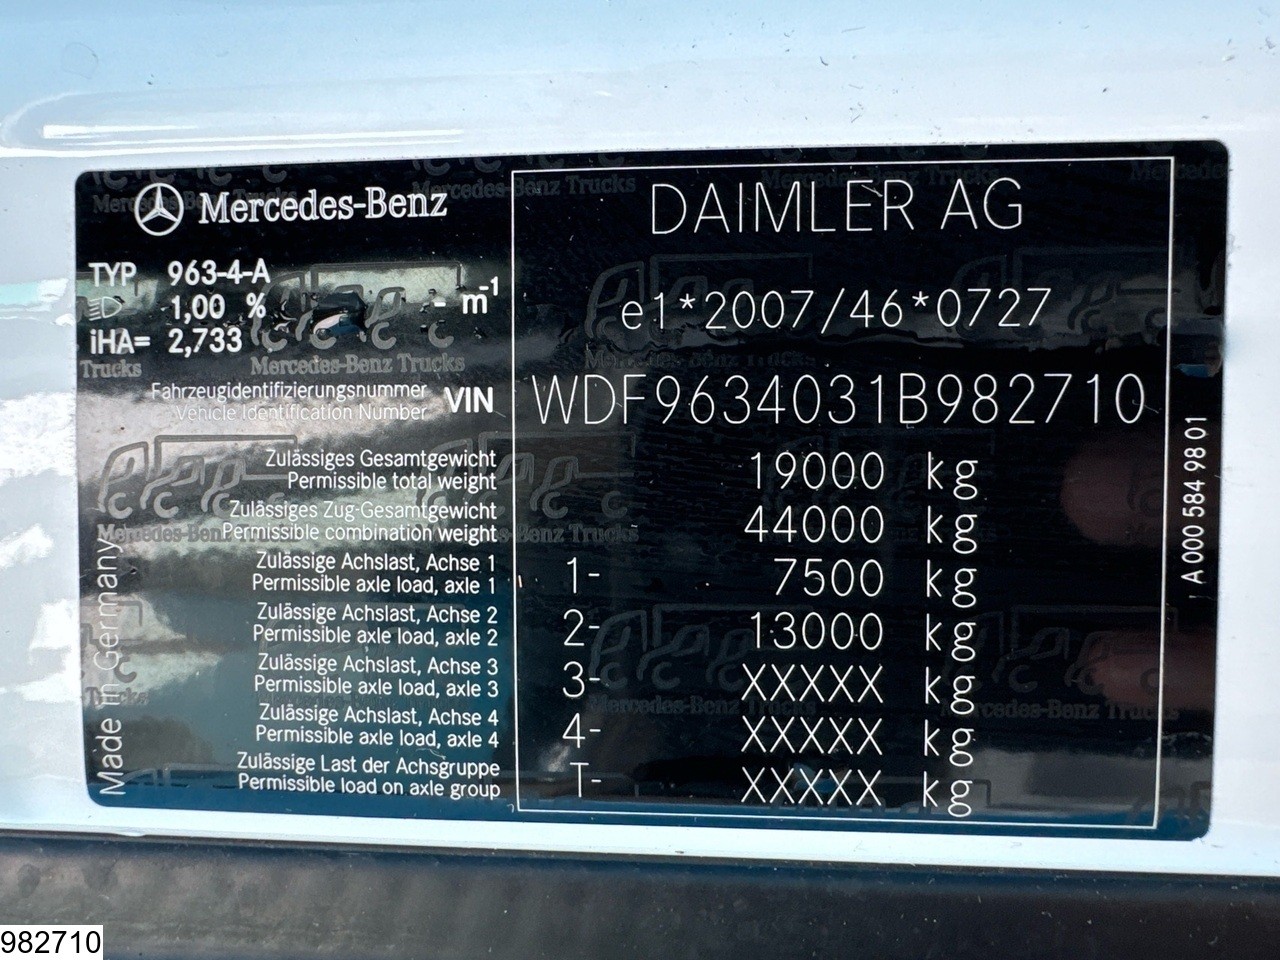 Mercedes-Benz
DAIMLER AG
TYP 963-4-A
1,00 % - m-1
iHA= 2,733
e1*2007/46*0727
Fahrzeugidentifizierungsnummer
Vehicle Identification Number
VIN WDF9634031B982710
Zulässiges Gesamtgewicht
Permissible total weight
19000 kg
Zulässiges Zug-Gesamtgewicht
Permissible combination weight
44000 kg
Zulässige Achslast, Achse 1
Permissible axle load, axle 1
1- 7500 kg
Zulässige Achslast, Achse 2
Permissible axle load, axle 2
2- 13000 kg
Zulässige Achslast, Achse 3
Permissible axle load, axle 3
3- XXXXX kg
Zulässige Achslast, Achse 4
Permissible axle load, axle 4
4- XXXXX kg
Zulässige Last der Achsgruppe
Permissible load on axle group
T- XXXXX kg
Made in Germany
A 000 584 98 01
Mercedes-Benz Trucks
982710